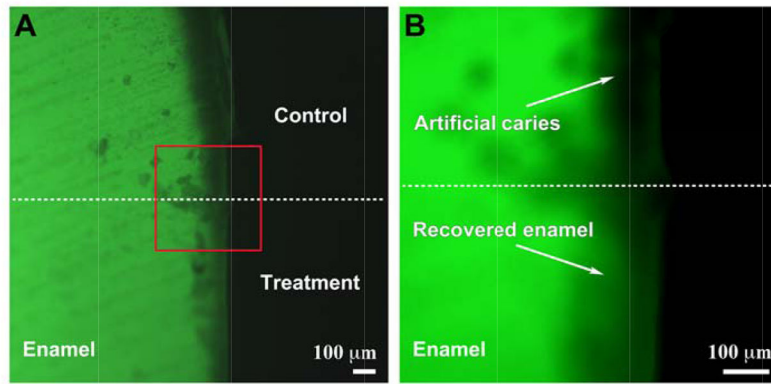 A
Control
Treatment
Enamel
100 μm
B
Artificial caries
Recovered enamel
Enamel
100 μm